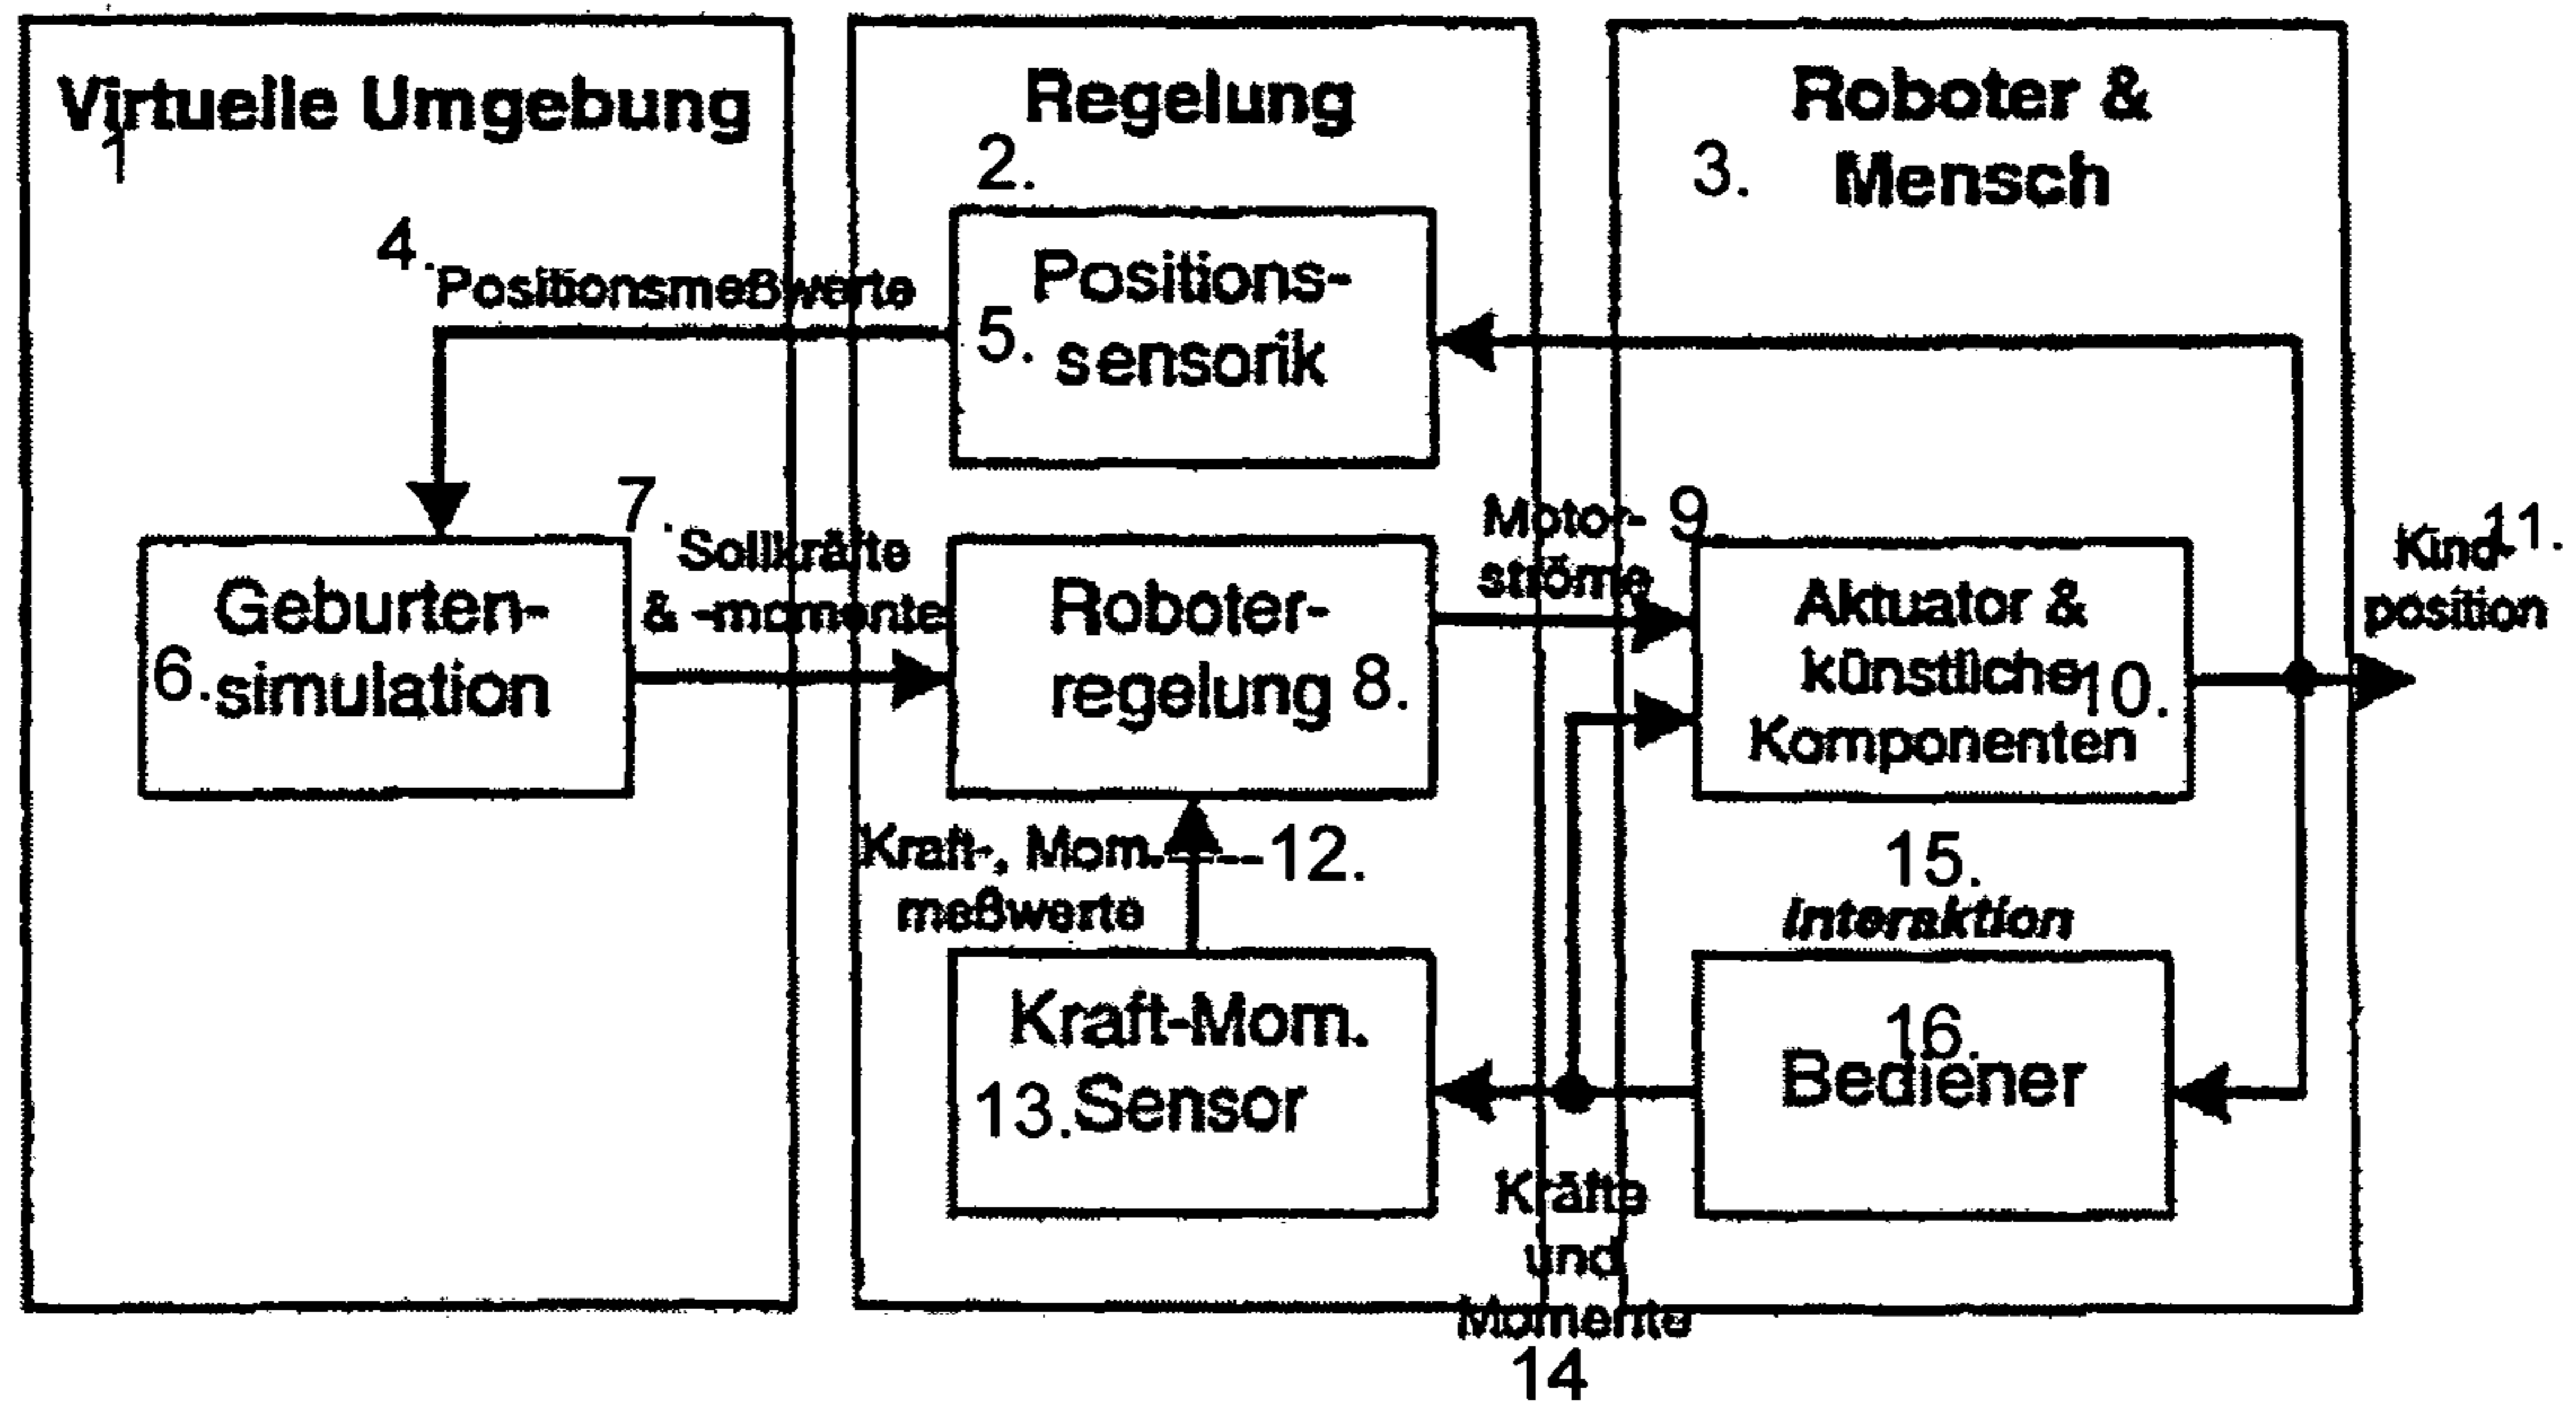 Virtuelle Umgebung
1
Regelung
2.
Roboter &
3. Mensch
4. Positionsmeßwerte
Positions-
5. sensorik
7. Sollkräfte
& -momente
Geburten-
6. simulation
Roboter-
regelung 8.
Motor- 9
ströme
Aktuator &
künstliche 10.
Komponenten
11.
Kind-
position
Kraft-, Mom. 12.
meßwerte
Kraft-Mom.
13. Sensor
15.
Interaktion
16.
Bediener
Kräfte
und
Momente
14